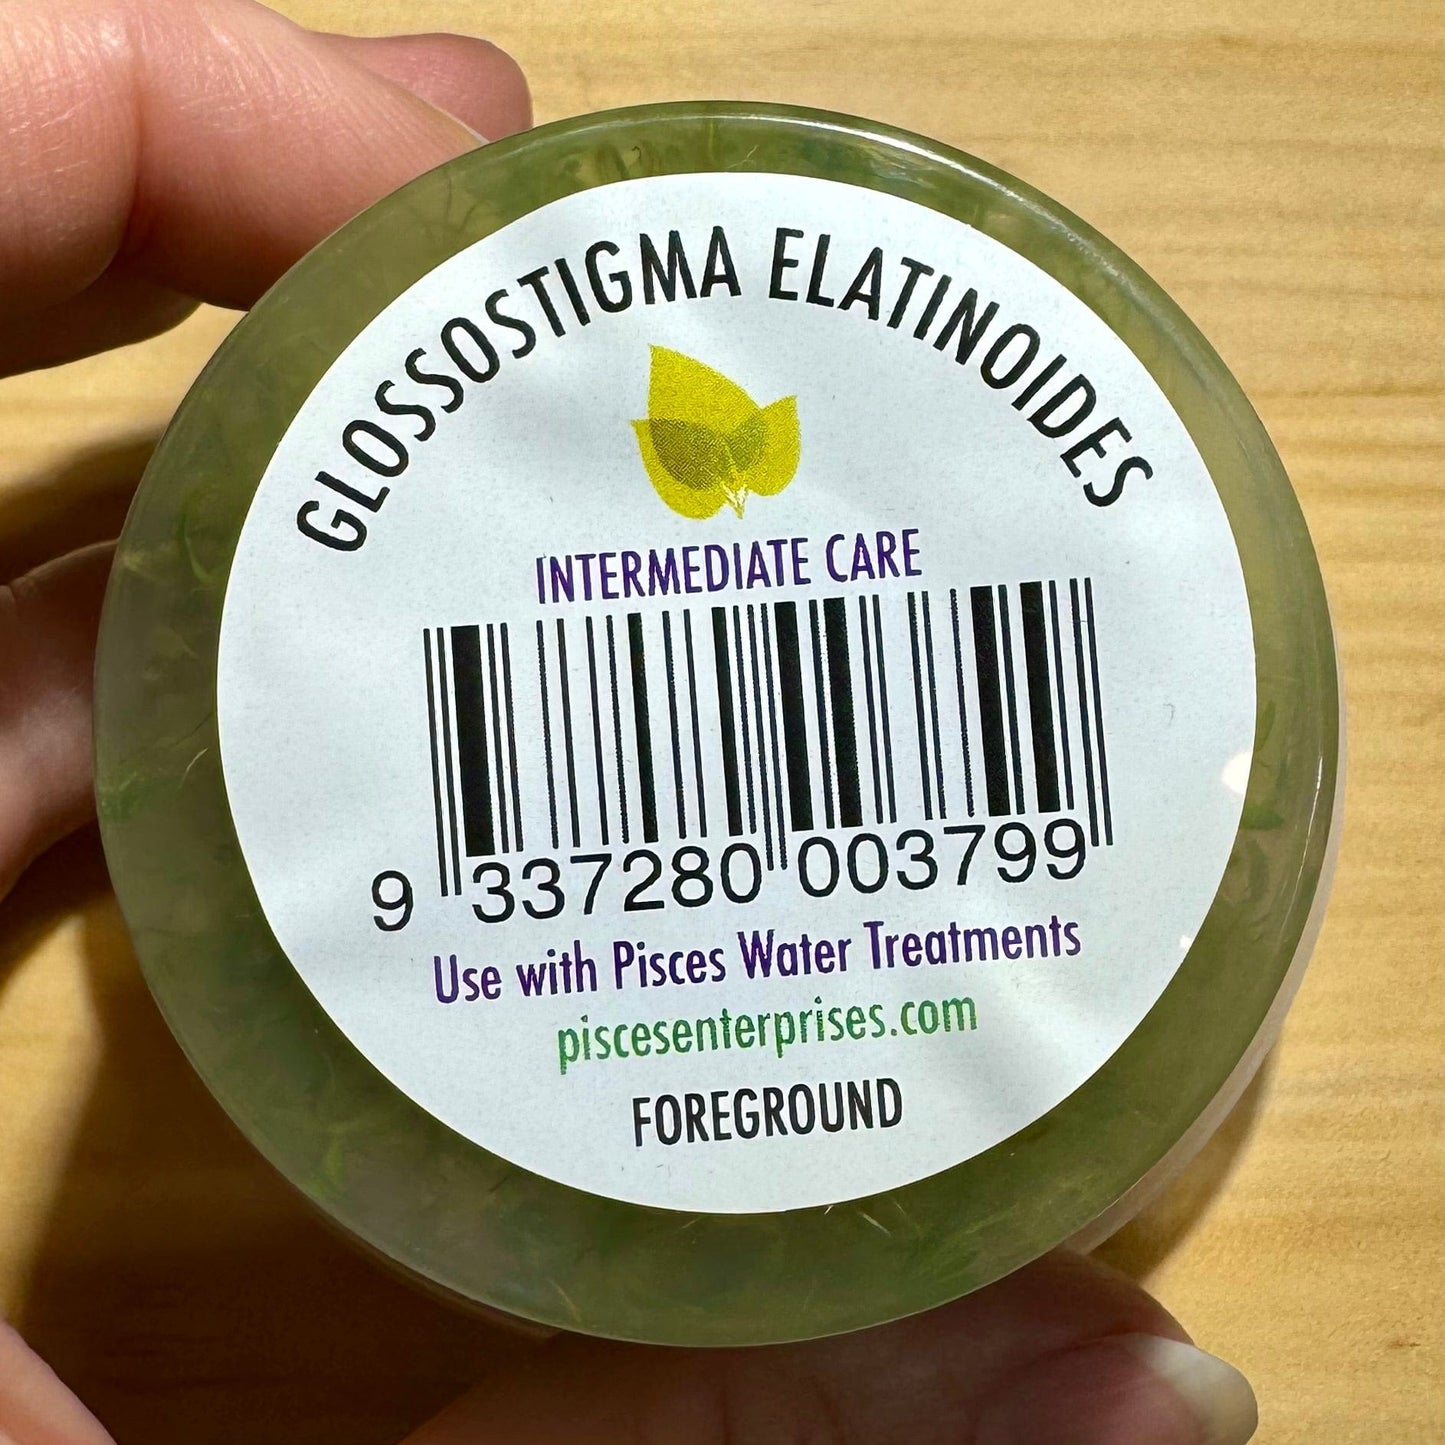 GLOSSOSTIGMA ELATINOIDES
INTERMEDIATE CARE
9 337280 003799
Use with Pisces Water Treatments
piscesenterprises.com
FOREGROUND